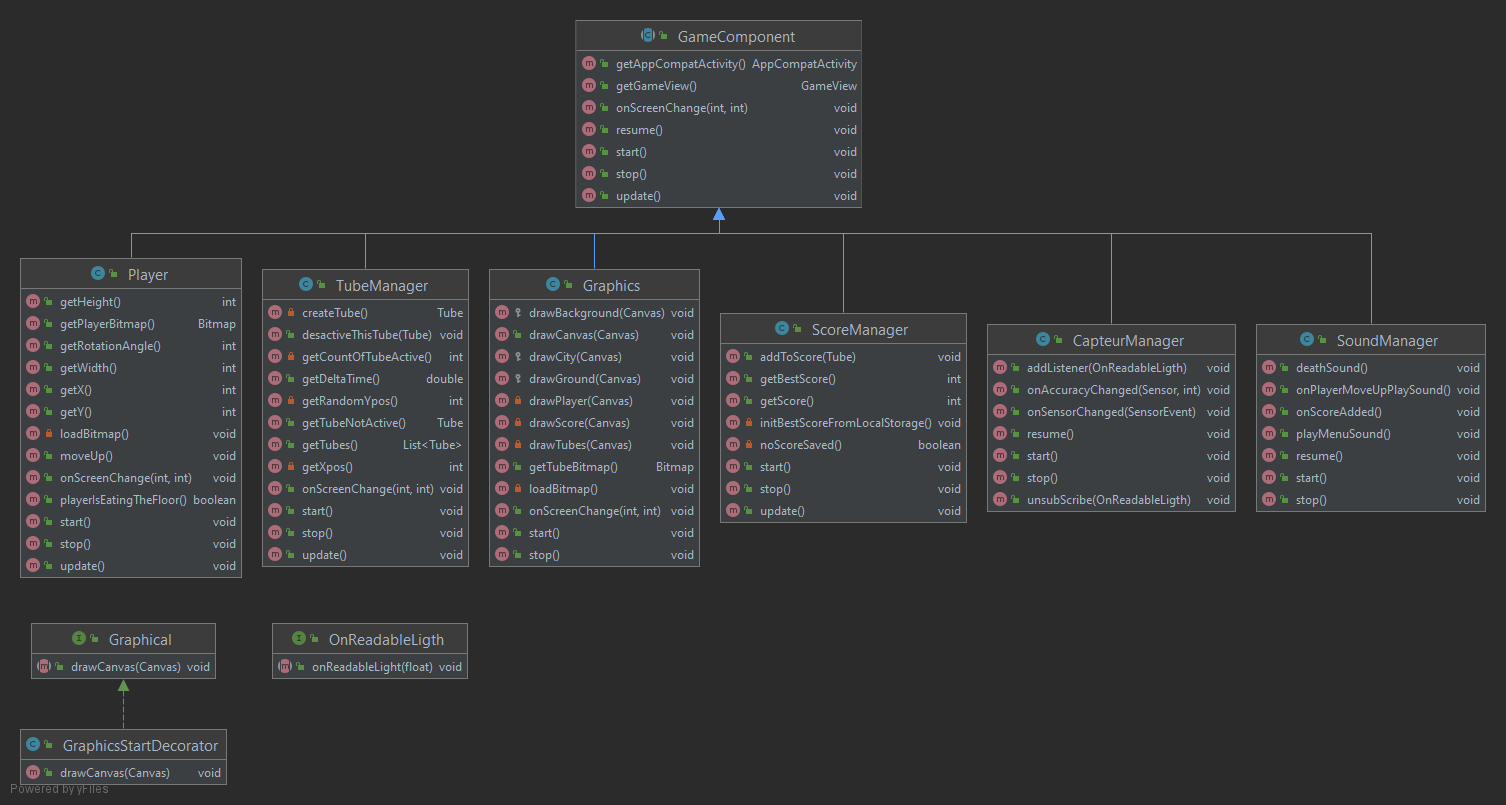 GameComponent
getAppCompatActivity() AppCompatActivity
getGameView() GameView
onScreenChange(int, int) void
resume() void
start() void
stop() void
update() void
Player
getHeight() int
getPlayerBitmap() Bitmap
getRotationAngle() int
getWidth() int
getX() int
getY() int
loadBitmap() void
moveUp() void
onScreenChange(int, int) void
playerIsEatingTheFloor() boolean
start() void
stop() void
update() void
TubeManager
createTube() Tube
desactiveThisTube(Tube) void
getCountOfTubeActive() int
getDeltaTime() double
getRandomYpos() int
getTubeNotActive() Tube
getTubes() List<Tube>
getXpos() int
onScreenChange(int, int) void
start() void
stop() void
update() void
Graphics
drawBackground(Canvas) void
drawCanvas(Canvas) void
drawCity(Canvas) void
drawGround(Canvas) void
drawPlayer(Canvas) void
drawScore(Canvas) void
drawTubes(Canvas) void
getTubeBitmap() Bitmap
loadBitmap() void
onScreenChange(int, int) void
start() void
stop() void
ScoreManager
addToScore(Tube) void
getBestScore() int
getScore() int
initBestScoreFromLocalStorage() void
noScoreSaved() boolean
start() void
stop() void
update() void
CapteurManager
addListener(OnReadableLigth) void
onAccuracyChanged(Sensor, int) void
onSensorChanged(SensorEvent) void
resume() void
start() void
stop() void
unsubScribe(OnReadableLigth) void
SoundManager
deathSound() void
onPlayerMoveUpPlaySound() void
onScoreAdded() void
playMenuSound() void
resume() void
start() void
stop() void
Graphical
drawCanvas(Canvas) void
OnReadableLigth
onReadableLight(float) void
GraphicsStartDecorator
drawCanvas(Canvas) void
Powered by yFiles